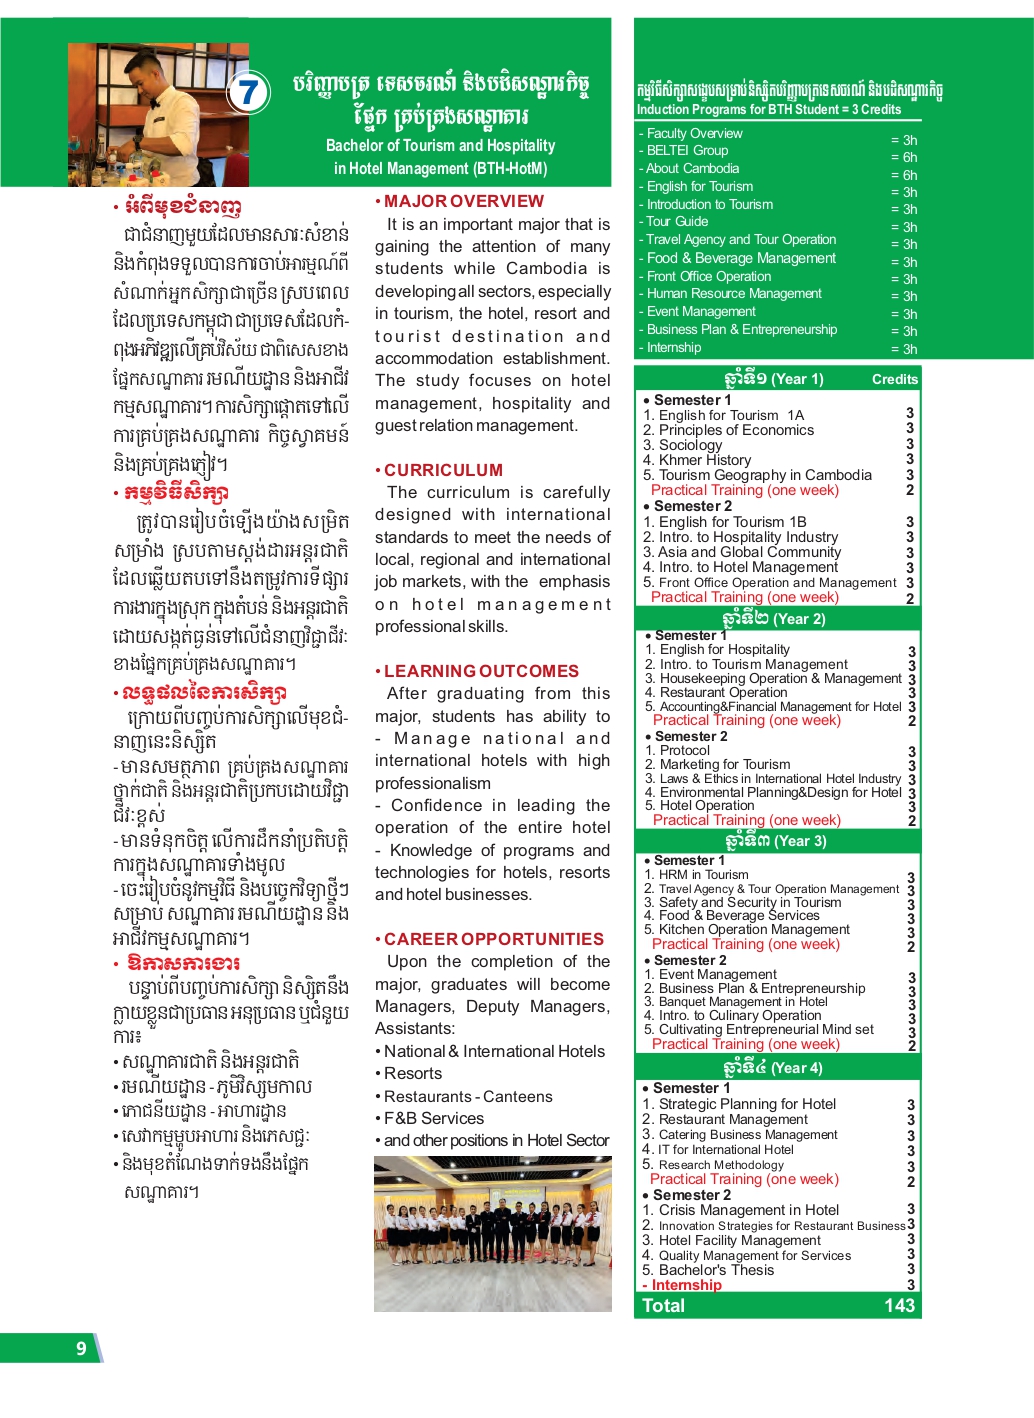 7
បរិញ្ញាបត្រ ទេសចរណ៍ និងបដិសណ្ឋារកិច្ច
ផ្នែក គ្រប់គ្រងសណ្ឋាគារ
Bachelor of Tourism and Hospitality
in Hotel Management (BTH-HotM)
• អំពីមុខជំនាញ
ជាជំនាញមួយដែលមានសារៈសំខាន់
និងកំពុងទទួលបានការចាប់អារម្មណ៍ពី
សំណាក់អ្នកសិក្សាជាច្រើន ស្របពេល
ដែលប្រទេសកម្ពុជា ជាប្រទេសដែលកំ-
ពុងអភិវឌ្ឍលើគ្រប់វិស័យ ជាពិសេសខាង
ផ្នែកសណ្ឋាគារ រមណីយដ្ឋាន និងអាជីវ
កម្មសណ្ឋាគារ។ ការសិក្សាផ្តោតទៅលើ
ការគ្រប់គ្រងសណ្ឋាគារ កិច្ចស្វាគមន៍
និងគ្រប់គ្រងភ្ញៀវ។
• កម្មវិធីសិក្សា
ត្រូវបានរៀបចំឡើងយ៉ាងសម្រិត
សម្រាំង ស្របតាមស្តង់ដារអន្តរជាតិ
ដែលឆ្លើយតបទៅនឹងតម្រូវការទីផ្សារ
ការងារក្នុងស្រុក ក្នុងតំបន់ និងអន្តរជាតិ
ដោយសង្កត់ធ្ងន់ទៅលើជំនាញវិជ្ជាជីវៈ
ខាងផ្នែកគ្រប់គ្រងសណ្ឋាគារ។
• លទ្ធផលនៃការសិក្សា
ក្រោយពីបញ្ចប់ការសិក្សាលើមុខជំ-
នាញនេះនិស្សិត
- មានសមត្ថភាព គ្រប់គ្រងសណ្ឋាគារ
ថ្នាក់ជាតិ និងអន្តរជាតិប្រកបដោយវិជ្ជា
ជីវៈខ្ពស់
- មានទំនុកចិត្ត លើការដឹកនាំប្រតិបត្តិ
ការក្នុងសណ្ឋាគារទាំងមូល
- ចេះរៀបចំនូវកម្មវិធី និងបច្ចេកវិទ្យាថ្មីៗ
សម្រាប់ សណ្ឋាគារ រមណីយដ្ឋាន និង
អាជីវកម្មសណ្ឋាគារ។
• ឱកាសការងារ
បន្ទាប់ពីបញ្ចប់ការសិក្សា និស្សិតនឹង
ក្លាយខ្លួនជាប្រធាន អនុប្រធាន ឬជំនួយ
ការ៖
• សណ្ឋាគារជាតិ និងអន្តរជាតិ
• រមណីយដ្ឋាន - ភូមិវិស្សមកាល
• ភោជនីយដ្ឋាន - អាហារដ្ឋាន
• សេវាកម្មម្ហូបអាហារ និងភេសជ្ជៈ
• និងមុខតំណែងទាក់ទងនឹងផ្នែក
សណ្ឋាគារ។
• MAJOR OVERVIEW
It is an important major that is
gaining the attention of many
students while Cambodia is
developing all sectors, especially
in tourism, the hotel, resort and
tourist destination and
accommodation establishment.
The study focuses on hotel
management, hospitality and
guest relation management.
• CURRICULUM
The curriculum is carefully
designed with international
standards to meet the needs of
local, regional and international
job markets, with the emphasis
on hotel management
professional skills.
• LEARNING OUTCOMES
After graduating from this
major, students has ability to
- Manage national and
international hotels with high
professionalism
- Confidence in leading the
operation of the entire hotel
- Knowledge of programs and
technologies for hotels, resorts
and hotel businesses.
• CAREER OPPORTUNITIES
Upon the completion of the
major, graduates will become
Managers, Deputy Managers,
Assistants:
• National & International Hotels
• Resorts
• Restaurants - Canteens
• F&B Services
• and other positions in Hotel Sector
កម្មវិធីសិក្សាសង្ខេបសម្រាប់និស្សិតបរិញ្ញាបត្រទេសចរណ៍ និងបដិសណ្ឋារកិច្ច
Induction Programs for BTH Student = 3 Credits
- Faculty Overview = 3h
- BELTEI Group = 6h
- About Cambodia = 6h
- English for Tourism = 3h
- Introduction to Tourism = 3h
- Tour Guide = 3h
- Travel Agency and Tour Operation = 3h
- Food & Beverage Management = 3h
- Front Office Operation = 3h
- Human Resource Management = 3h
- Event Management = 3h
- Business Plan & Entrepreneurship = 3h
- Internship = 3h
ឆ្នាំទី១ (Year 1) Credits
• Semester 1
1. English for Tourism 1A 3
2. Principles of Economics 3
3. Sociology 3
4. Khmer History 3
5. Tourism Geography in Cambodia 3
Practical Training (one week) 2
• Semester 2
1. English for Tourism 1B 3
2. Intro. to Hospitality Industry 3
3. Asia and Global Community 3
4. Intro. to Hotel Management 3
5. Front Office Operation and Management 3
Practical Training (one week) 2
ឆ្នាំទី២ (Year 2)
• Semester 1
1. English for Hospitality 3
2. Intro. to Tourism Management 3
3. Housekeeping Operation & Management 3
4. Restaurant Operation 3
5. Accounting&Financial Management for Hotel 3
Practical Training (one week) 2
• Semester 2
1. Protocol 3
2. Marketing for Tourism 3
3. Laws & Ethics in International Hotel Industry 3
4. Environmental Planning&Design for Hotel 3
5. Hotel Operation 3
Practical Training (one week) 2
ឆ្នាំទី៣ (Year 3)
• Semester 1
1. HRM in Tourism 3
2. Travel Agency & Tour Operation Management 3
3. Safety and Security in Tourism 3
4. Food & Beverage Services 3
5. Kitchen Operation Management 3
Practical Training (one week) 2
• Semester 2
1. Event Management 3
2. Business Plan & Entrepreneurship 3
3. Banquet Management in Hotel 3
4. Intro. to Culinary Operation 3
5. Cultivating Entrepreneurial Mind set 3
Practical Training (one week) 2
ឆ្នាំទី៤ (Year 4)
• Semester 1
1. Strategic Planning for Hotel 3
2. Restaurant Management 3
3. Catering Business Management 3
4. IT for International Hotel 3
5. Research Methodology 3
Practical Training (one week) 2
• Semester 2
1. Crisis Management in Hotel 3
2. Innovation Strategies for Restaurant Business 3
3. Hotel Facility Management 3
4. Quality Management for Services 3
5. Bachelor's Thesis 3
- Internship 3
Total 143
9